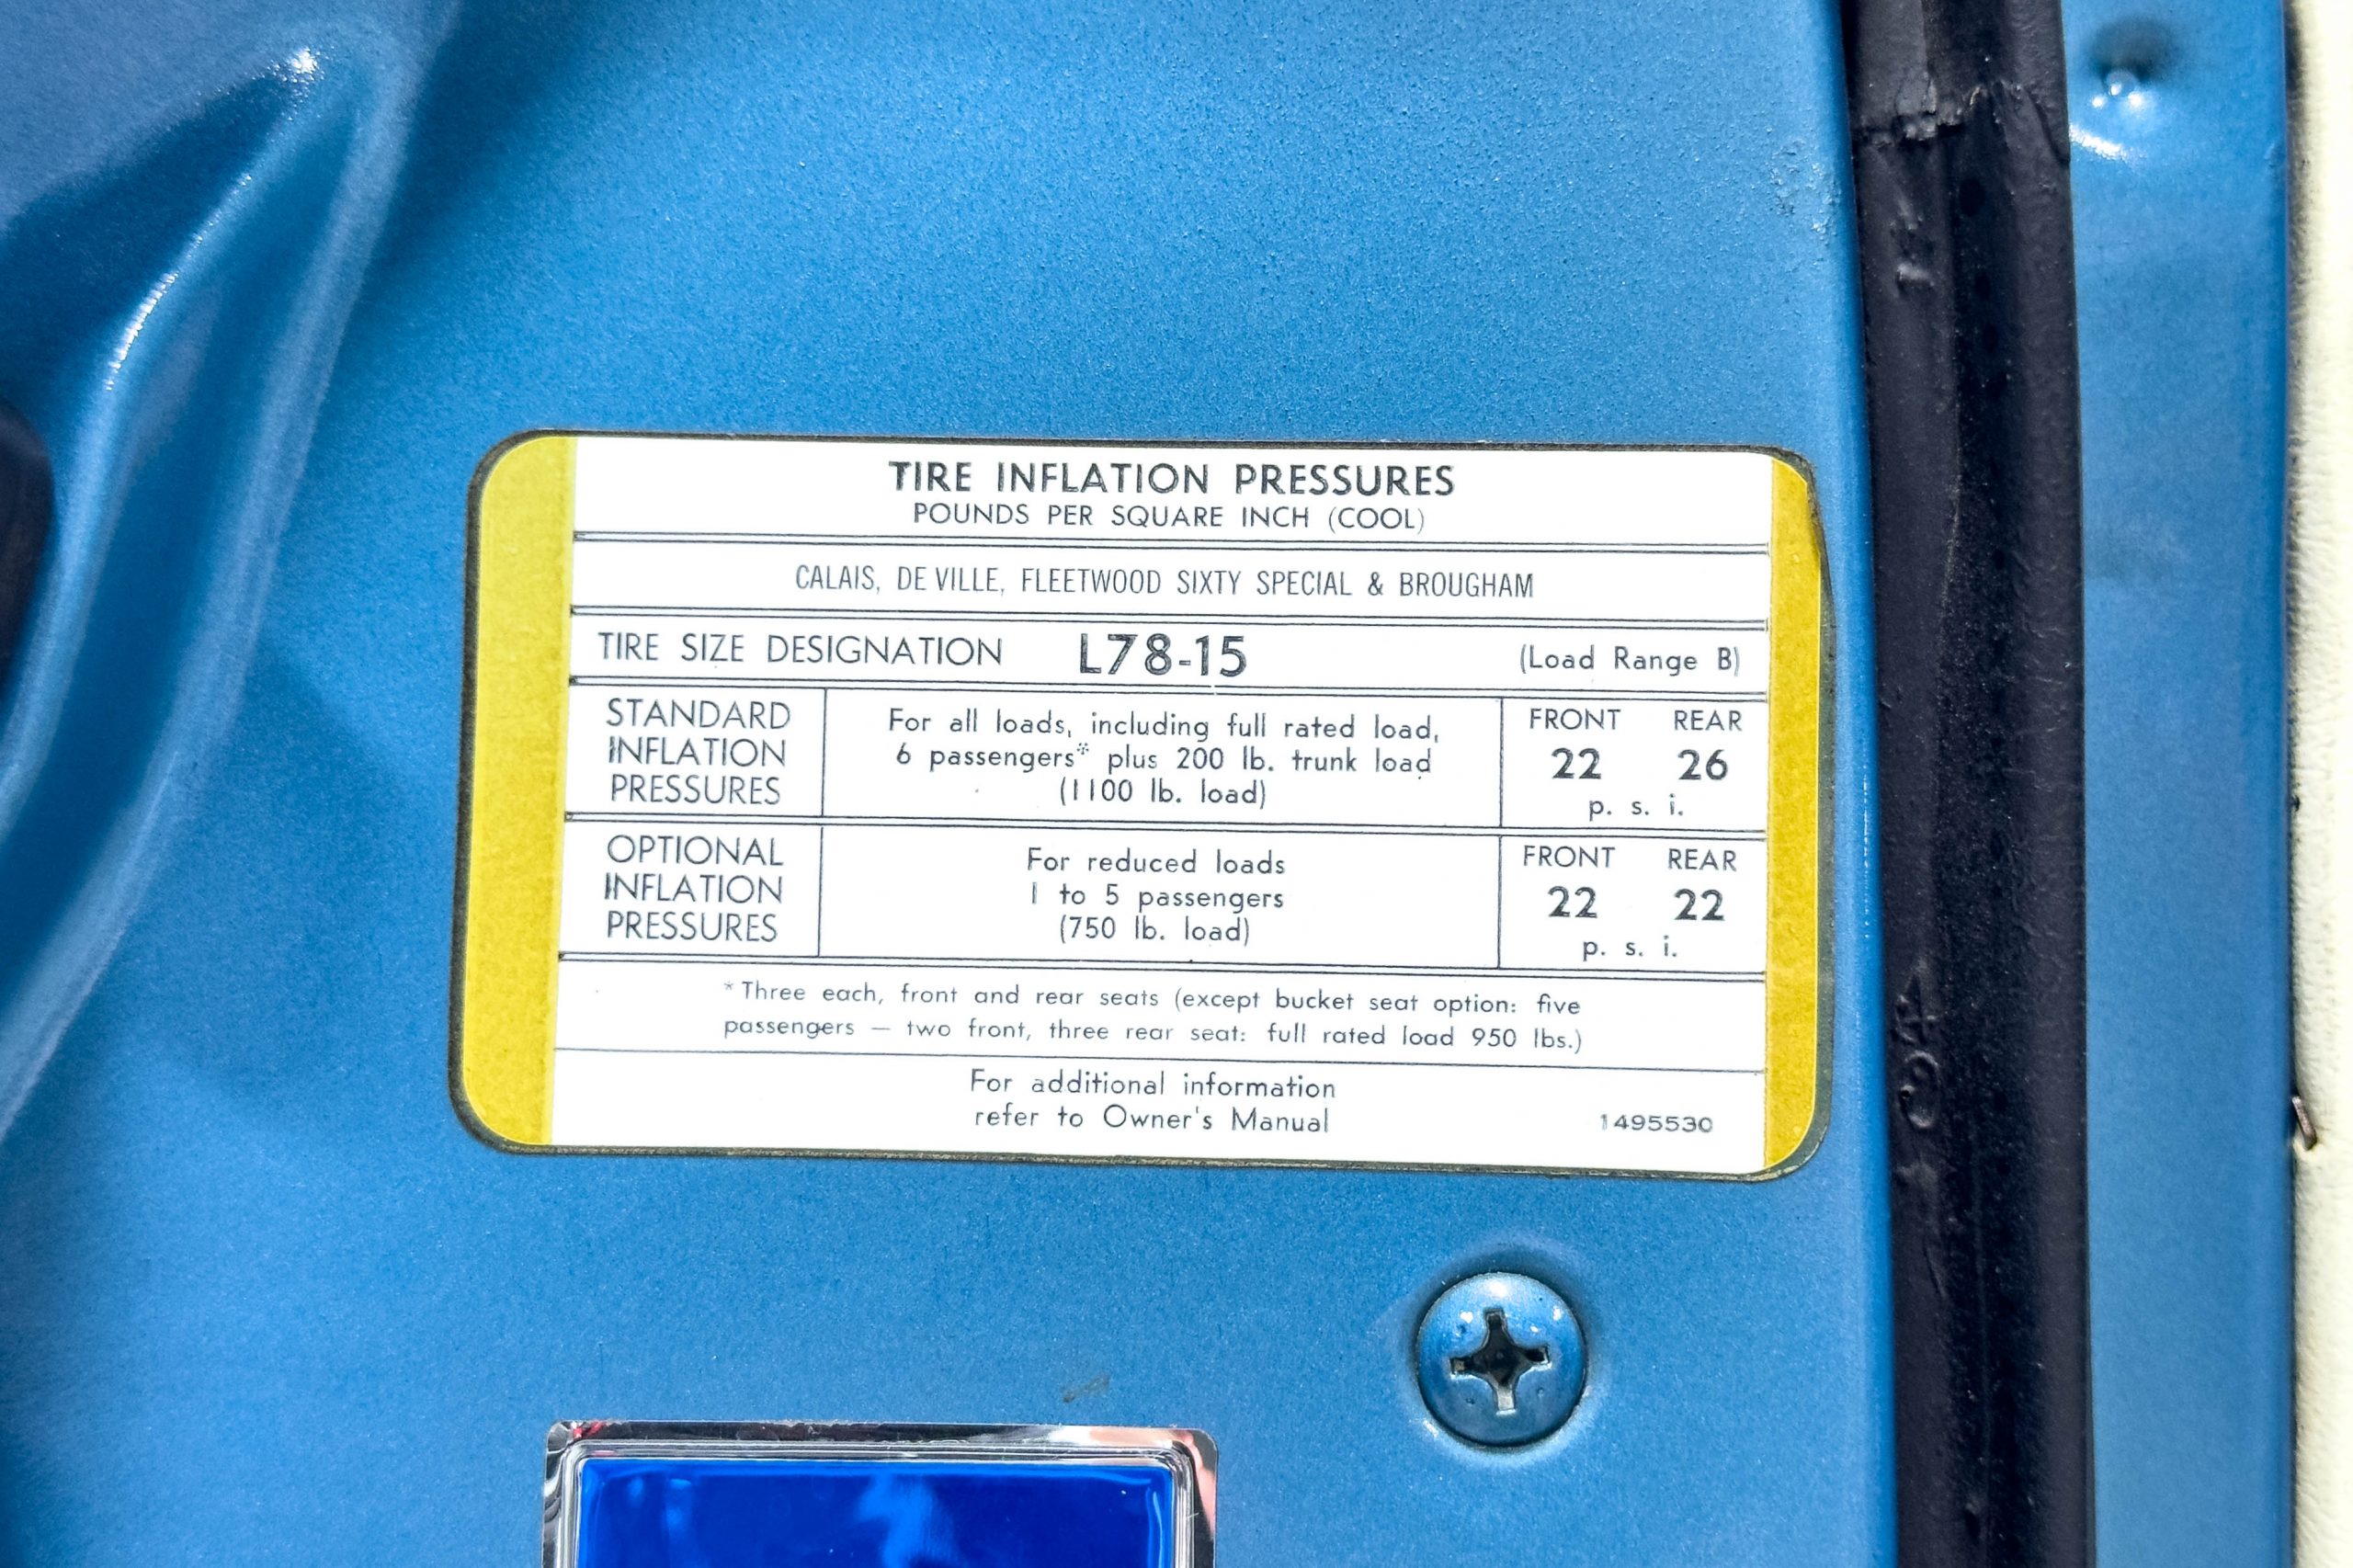 TIRE INFLATION PRESSURES
POUNDS PER SQUARE INCH (COOL)
CALAIS, DE VILLE, FLEETWOOD SIXTY SPECIAL & BROUGHAM
TIRE SIZE DESIGNATION L78-15 (Load Range B)
STANDARD
INFLATION
PRESSURES
For all loads, including full rated load,
6 passengers* plus 200 lb. trunk load
(1100 lb. load)
FRONT REAR
22 26
p. s. i.
OPTIONAL
INFLATION
PRESSURES
For reduced loads
1 to 5 passengers
(750 lb. load)
FRONT REAR
22 22
p. s. i.
*Three each, front and rear seats (except bucket seat option: five
passengers — two front, three rear seat: full rated load 950 lbs.)
For additional information
refer to Owner's Manual 1495530